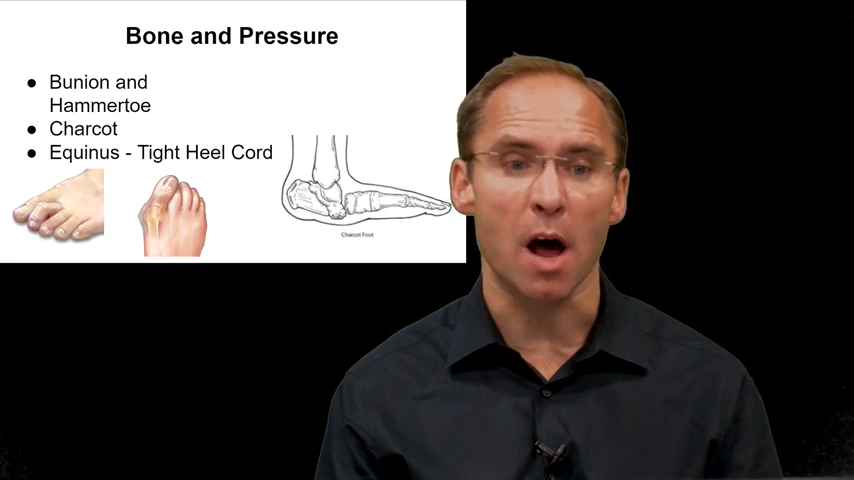 Bone and Pressure
● Bunion and
Hammertoe
● Charcot
● Equinus - Tight Heel Cord
Charcot Foot